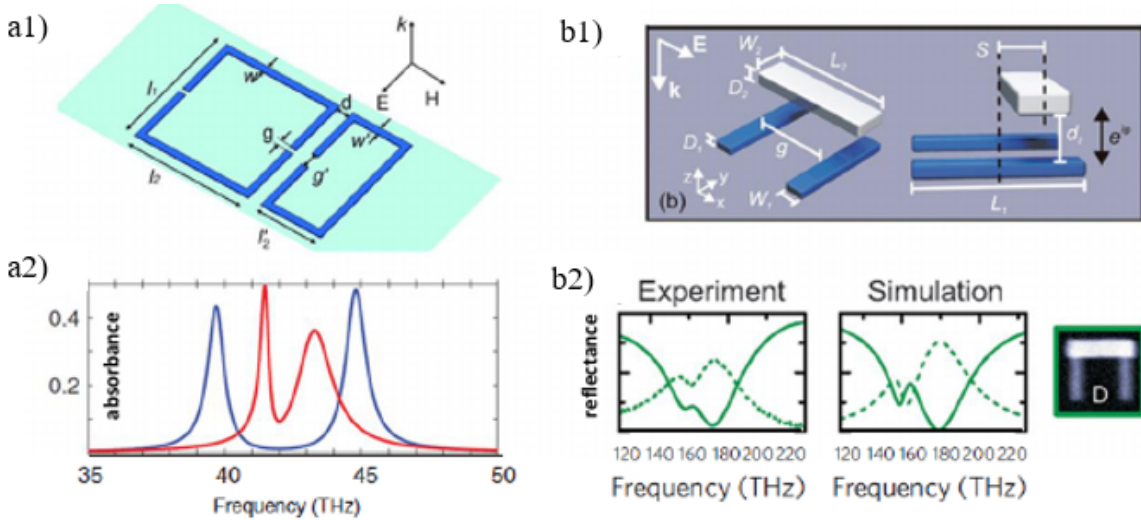 a1)
k
E
H
l₁
w
d
w'
g
g'
l₂
l'₂
b1)
E
k
W₂
L₂
D₂
S
D₁
g
d₂
eⁱᵠ
z y x
W₁
(b)
L₁
a2)
absorbance
0.4
0.2
35 40 45 50
Frequency (THz)
b2)
Experiment Simulation
reflectance
D
120 140 160 180 200 220 120 140 160 180 200 220
Frequency (THz) Frequency (THz)